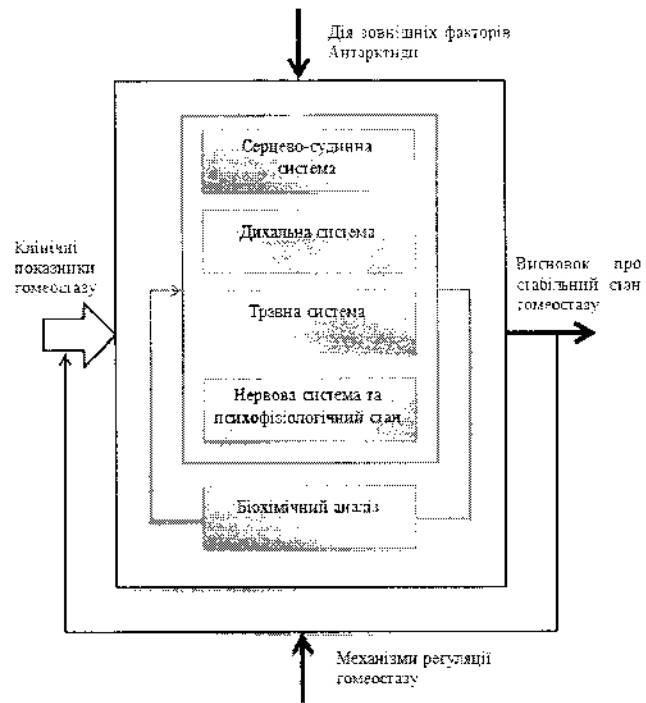 Дія зовнішніх факторів
Антарктиди
Серцево-судинна
система
Дихальна система
Клінічні
показники
гомеостазу
Висновок про
стабільний стан
гомеостазу
Травна система
Нервова система та
психофізіологічний стан
Біохімічний аналіз
Механізми регуляції
гомеостазу